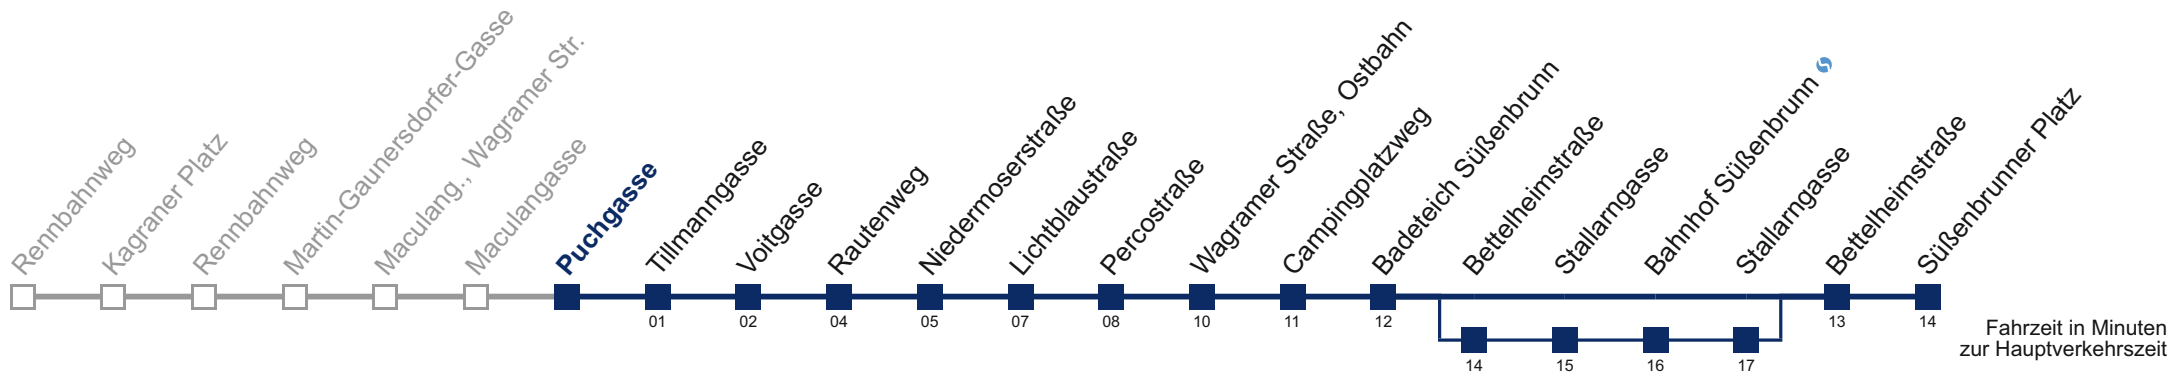 Rennbahnweg
Kagraner Platz
Rennbahnweg
Martin-Gaunersdorfer-Gasse
Maculang., Wagramer Str.
Maculangasse
Puchgasse
Tillmanngasse
Voitgasse
Rautenweg
Niedermoserstraße
Lichtblaustraße
Percostraße
Wagramer Straße, Ostbahn
Campingplatzweg
Badeteich Süßenbrunn
Bettelheimstraße
Stallarngasse
Bahnhof Süßenbrunn
Stallarngasse
Bettelheimstraße
Süßenbrunner Platz
01
02
04
05
07
08
10
11
12
13
14
14
15
16
17
Fahrzeit in Minuten
zur Hauptverkehrszeit